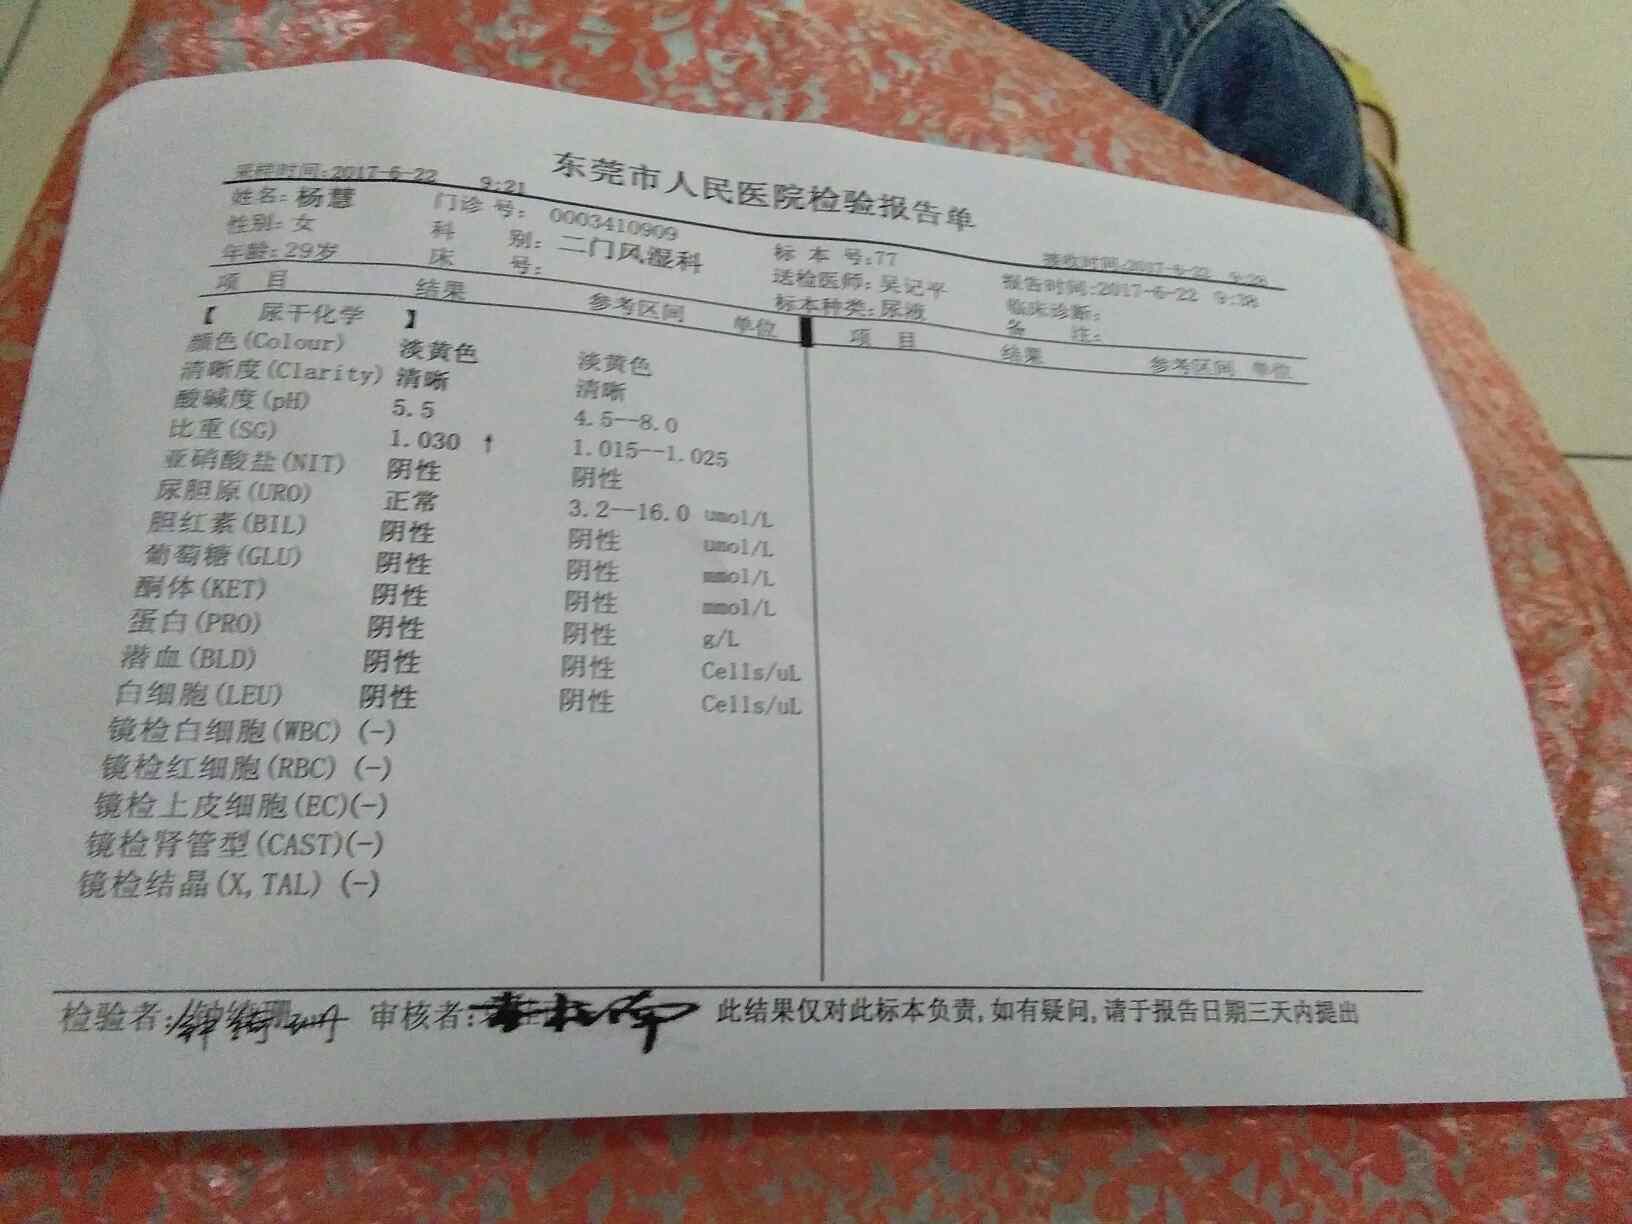 东莞市人民医院检验报告单
采样时间:2017-6-22 9:21 接收时间:2017-6-22 9:28
姓名:杨慧 门诊号:0003410909 标本号:77 报告时间:2017-6-22 9:38
性别:女 科别:二门风湿科 送检医师:吴记平 临床诊断:
年龄:29岁 床号: 标本种类:尿液 备注:
项目 结果 参考区间 单位 项目 结果 参考区间 单位
【 尿干化学 】
颜色(Colour) 淡黄色 淡黄色
清晰度(Clarity) 清晰 清晰
酸碱度(pH) 5.5 4.5--8.0
比重(SG) 1.030 ↑ 1.015--1.025
亚硝酸盐(NIT) 阴性 阴性
尿胆原(URO) 正常 3.2--16.0 umol/L
胆红素(BIL) 阴性 阴性 umol/L
葡萄糖(GLU) 阴性 阴性 mmol/L
酮体(KET) 阴性 阴性 mmol/L
蛋白(PRO) 阴性 阴性 g/L
潜血(BLD) 阴性 阴性 Cells/uL
白细胞(LEU) 阴性 阴性 Cells/uL
镜检白细胞(WBC) (-)
镜检红细胞(RBC) (-)
镜检上皮细胞(EC)(-)
镜检肾管型(CAST)(-)
镜检结晶(X,TAL) (-)
检验者: 审核者: 此结果仅对此标本负责,如有疑问,请于报告日期三天内提出